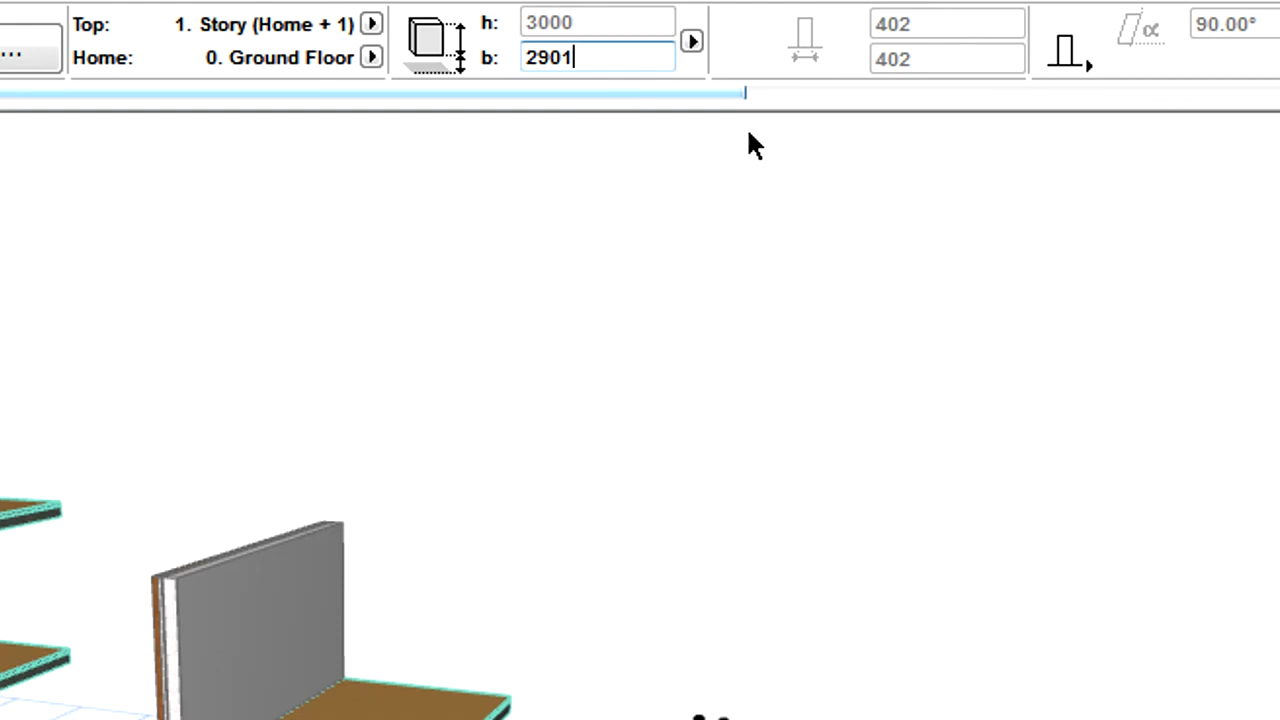 Top: 1. Story (Home + 1) h: 3000 402 α 90.00°
... Home: 0. Ground Floor b: 2901 402